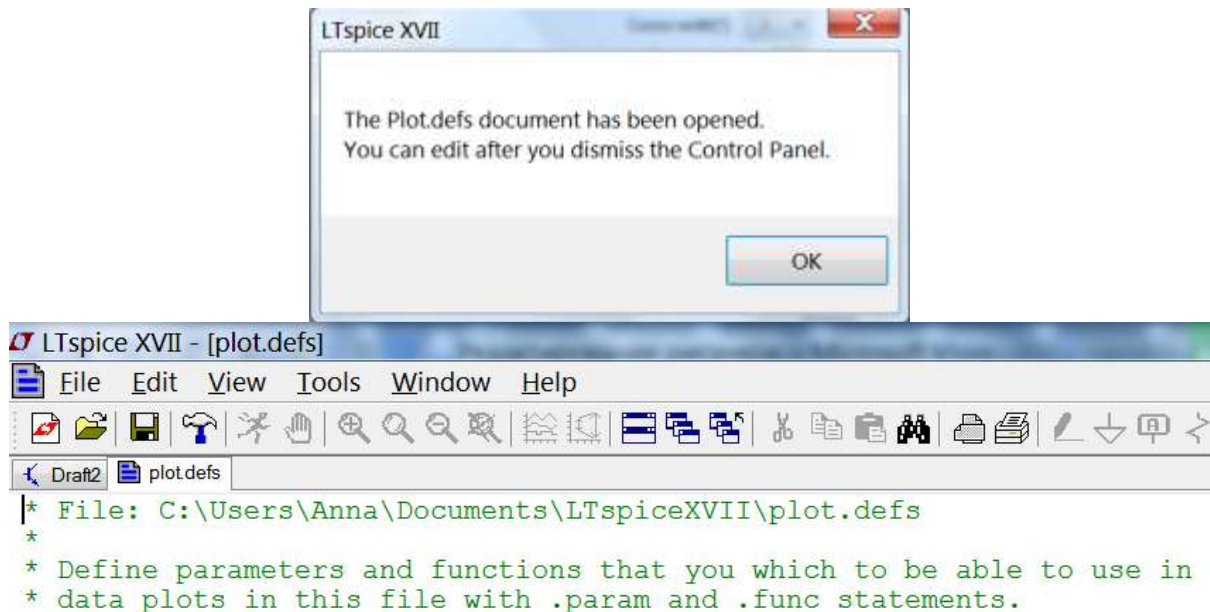 LTspice XVII
The Plot.defs document has been opened.
You can edit after you dismiss the Control Panel.
OK
LTspice XVII - [plot.defs]
File Edit View Tools Window Help
Draft2 plot.defs
* File: C:\Users\Anna\Documents\LTspiceXVII\plot.defs
*
* Define parameters and functions that you which to be able to use in
* data plots in this file with .param and .func statements.